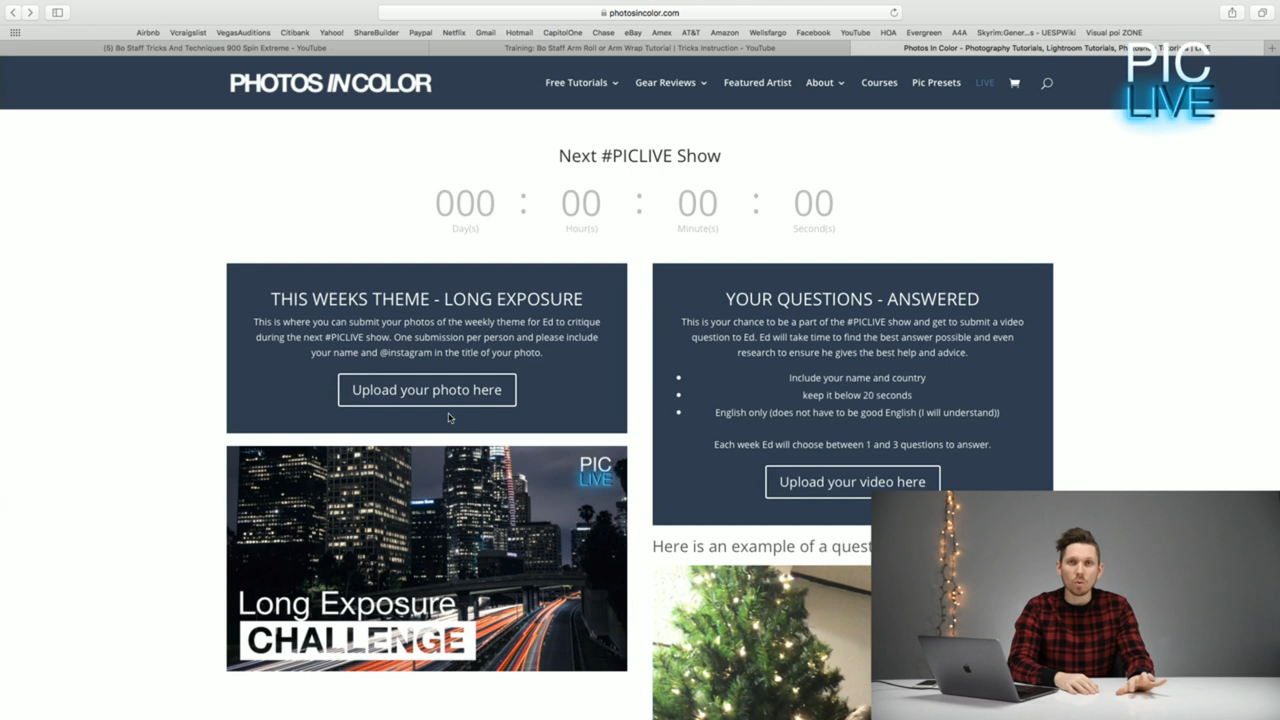 photosincolor.com
Airbnb Vcraigslist VegasAuditions Citibank Yahoo! ShareBuilder Paypal Netflix Gmail Hotmail CapitolOne Chase eBay Amex AT&T Amazon Wellsfargo Facebook YouTube HOA Evergreen A4A Skyrim:Gener...s - UESPWiki Visual poi ZONE
(5) Bo Staff Tricks And Techniques 900 Spin Extreme - YouTube
Training: Bo Staff Arm Roll or Arm Wrap Tutorial | Tricks Instruction - YouTube
Photos In Color - Photography Tutorials, Lightroom Tutorials, | LIVE
PHOTOS IN COLOR
Free Tutorials Gear Reviews Featured Artist About Courses Pic Presets LIVE
PIC
LIVE
Next #PICLIVE Show
000 : 00 : 00 : 00
Day(s) Hour(s) Minute(s) Second(s)
THIS WEEKS THEME - LONG EXPOSURE
This is where you can submit your photos of the weekly theme for Ed to critique
during the next #PICLIVE show. One submission per person and please include
your name and @instagram in the title of your photo.
Upload your photo here
PIC
LIVE
Long Exposure
CHALLENGE
YOUR QUESTIONS - ANSWERED
This is your chance to be a part of the #PICLIVE show and get to submit a video
question to Ed. Ed will take time to find the best answer possible and even
research to ensure he gives the best help and advice.
Include your name and country
keep it below 20 seconds
English only (does not have to be good English (I will understand))
Each week Ed will choose between 1 and 3 questions to answer.
Upload your video here
Here is an example of a quest